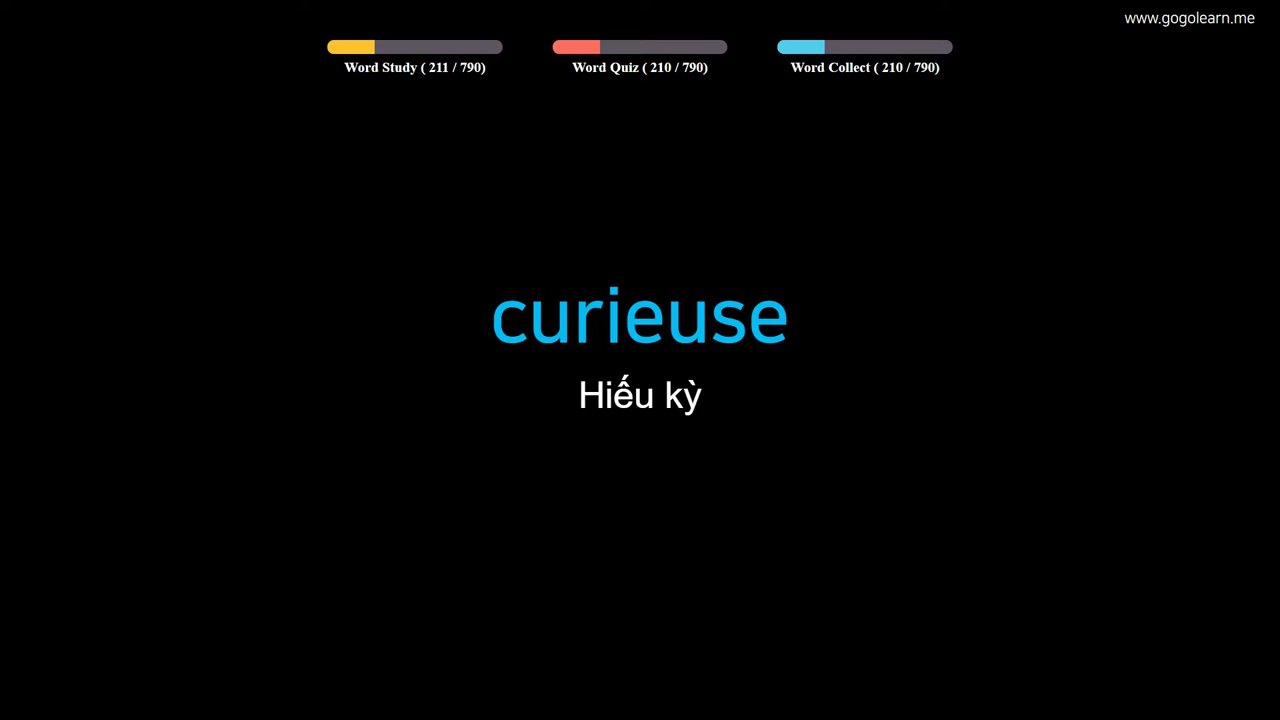 www.gogolearn.me
Word Study ( 211 / 790)
Word Quiz ( 210 / 790)
Word Collect ( 210 / 790)
curieuse
Hiếu kỳ